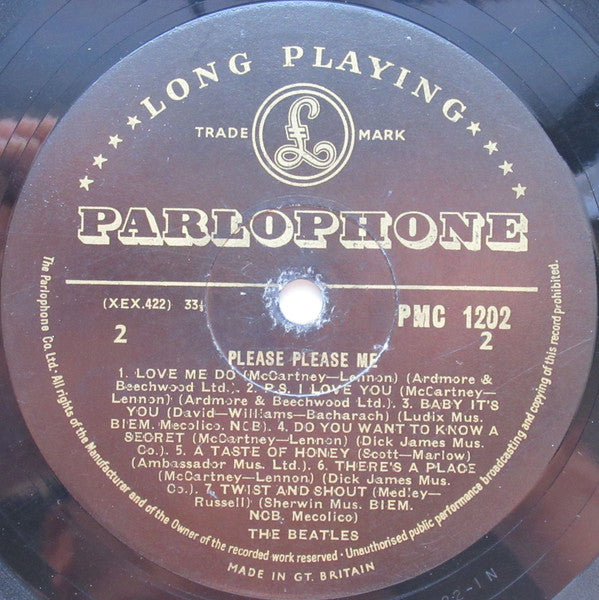 LONG PLAYING
TRADE MARK
£
PARLOPHONE
(XEX.422) 33⅓
PMC 1202
2
2
PLEASE PLEASE ME
1. LOVE ME DO (McCartney—Lennon) (Ardmore &
Beechwood Ltd.) 2. P.S. I LOVE YOU (McCartney—
Lennon) (Ardmore & Beechwood Ltd.) 3. BABY IT'S
YOU (David—Williams—Bacharach) (Ludix Mus.
BIEM. Mecolico. NCB). 4. DO YOU WANT TO KNOW A
SECRET (McCartney—Lennon) (Dick James Mus.
Co.). 5. A TASTE OF HONEY (Scott—Marlow)
(Ambassador Mus. Ltd.). 6. THERE'S A PLACE
(McCartney—Lennon) (Dick James Mus.
Co.). 7. TWIST AND SHOUT (Medley—
Russell) (Sherwin Mus. BIEM.
NCB. Mecolico)
THE BEATLES
The Parlophone Co. Ltd. All rights of the Manufacturer and of the Owner of the recorded work reserved · Unauthorised public performance broadcasting and copying of this record prohibited.
MADE IN GT. BRITAIN
2-1N